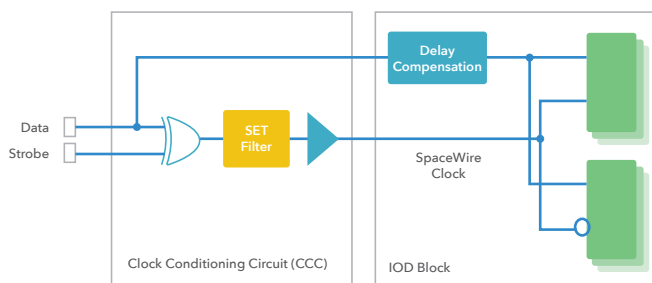 Delay
Compensation
Data
Strobe
SET
Filter
SpaceWire
Clock
Clock Conditioning Circuit (CCC)
IOD Block